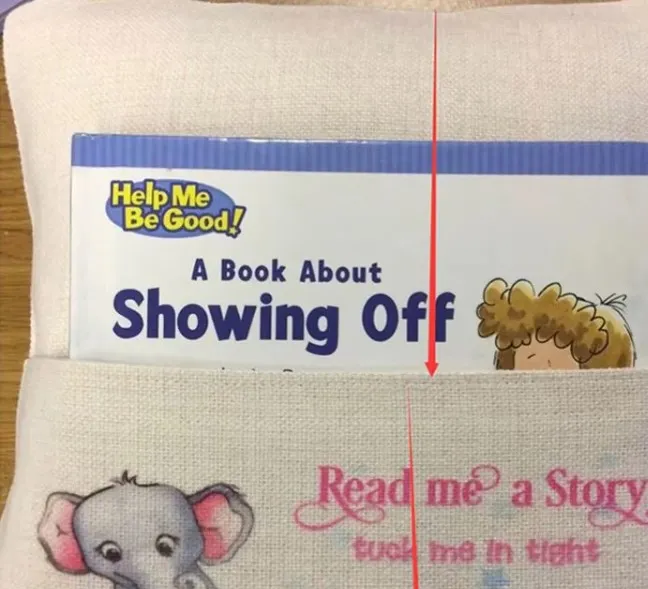 Help Me
Be Good!
A Book About
Showing Off
Read me a Story
tuck me in tight